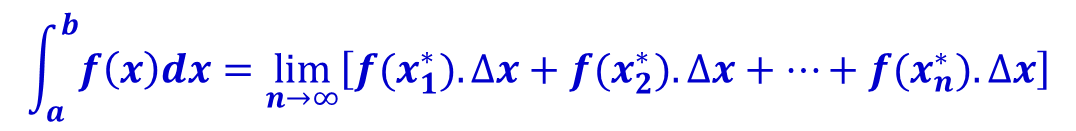 ∫_a^b f(x)dx = lim_{n→∞} [f(x_1^*).Δx + f(x_2^*).Δx + ⋯ + f(x_n^*).Δx]